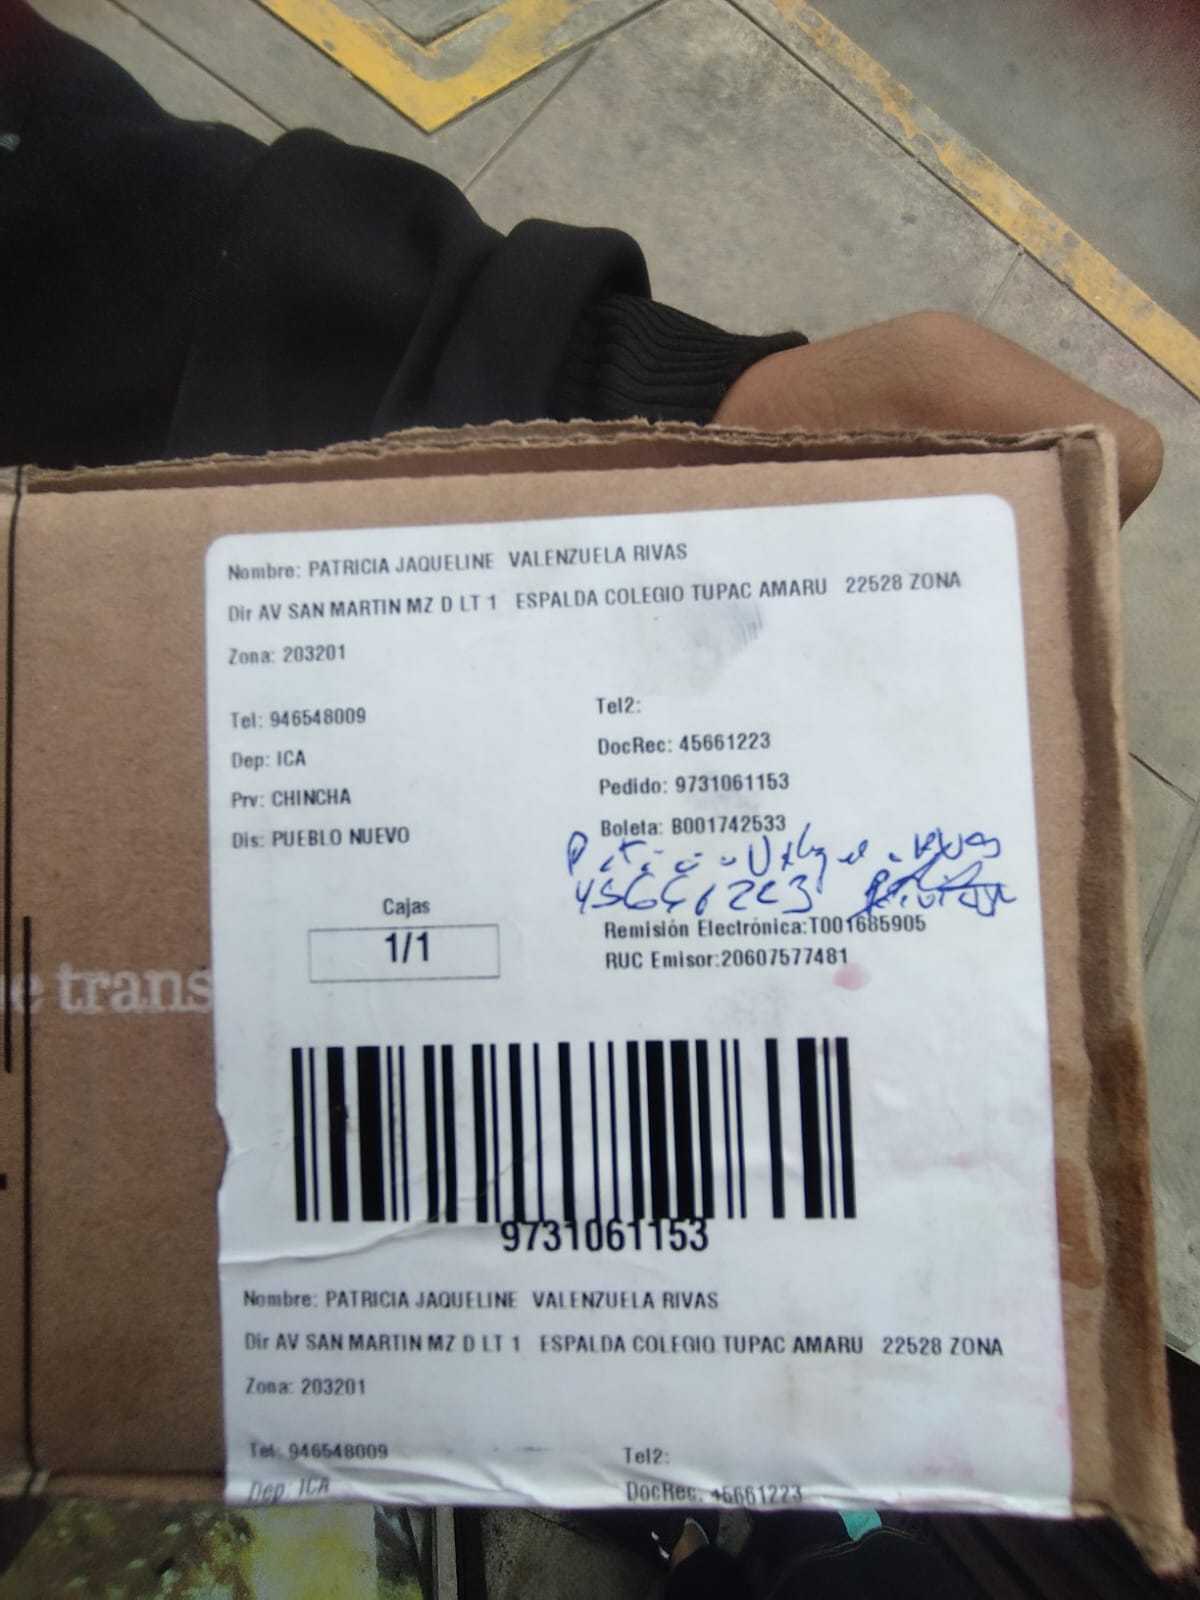 Nombre: PATRICIA JAQUELINE VALENZUELA RIVAS
Dir AV SAN MARTIN MZ D LT 1 ESPALDA COLEGIO TUPAC AMARU 22528 ZONA
Zona: 203201
Tel: 946548009 Tel2:
Dep: ICA DocRec: 45661223
Prv: CHINCHA Pedido: 9731061153
Dis: PUEBLO NUEVO Boleta: B001742533
45661223
Cajas
1/1
Remisión Electrónica:T001685905
RUC Emisor:20607577481
e trans
9731061153
Nombre: PATRICIA JAQUELINE VALENZUELA RIVAS
Dir AV SAN MARTIN MZ D LT 1 ESPALDA COLEGIO TUPAC AMARU 22528 ZONA
Zona: 203201
Tel: 946548009 Tel2:
Dep: ICA DocRec: 45661223